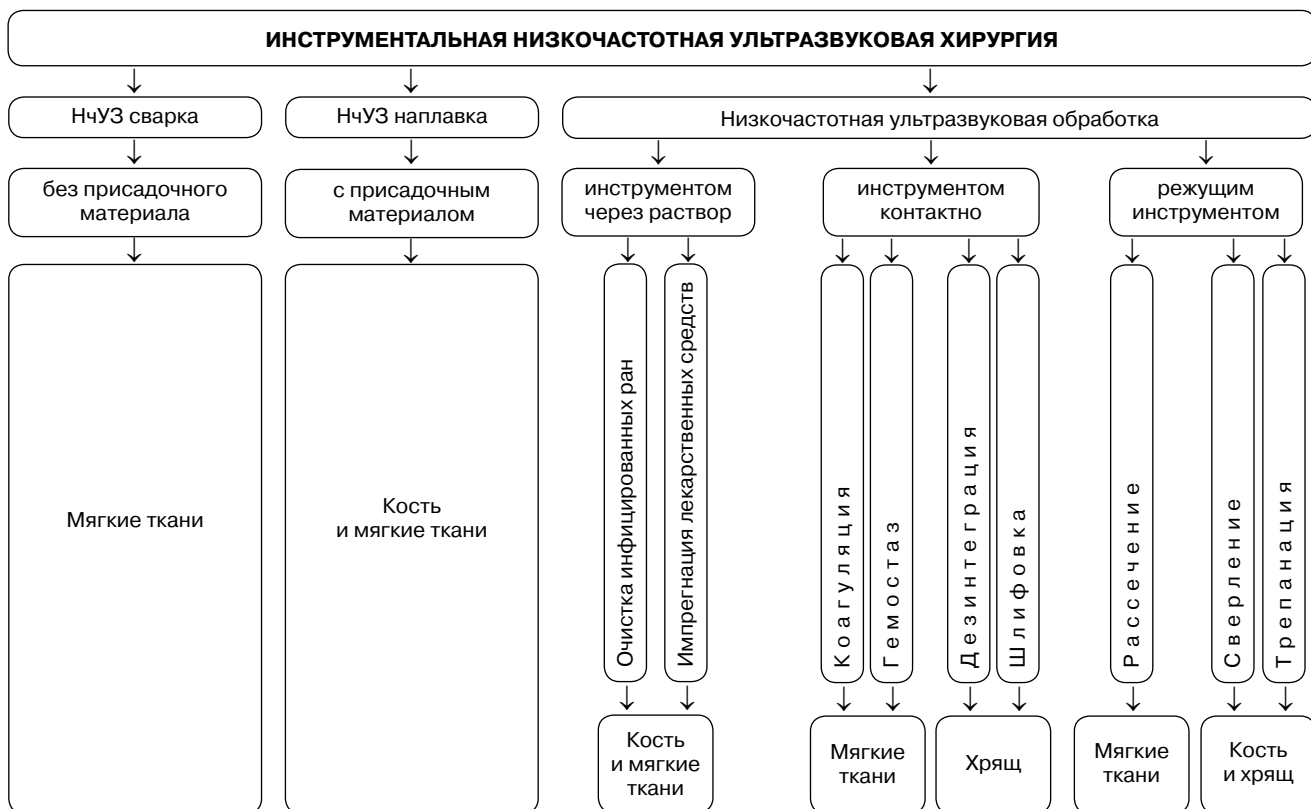 ИНСТРУМЕНТАЛЬНАЯ НИЗКОЧАСТОТНАЯ УЛЬТРАЗВУКОВАЯ ХИРУРГИЯ
НчУЗ сварка
НчУЗ наплавка
Низкочастотная ультразвуковая обработка
без присадочного
материала
с присадочным
материалом
инструментом
через раствор
инструментом
контактно
режущим
инструментом
Мягкие ткани
Кость
и мягкие ткани
Очистка инфицированных ран
Импрегнация лекарственных средств
Коагуляция
Гемостаз
Дезинтеграция
Шлифовка
Рассечение
Сверление
Трепанация
Кость
и мягкие
ткани
Мягкие
ткани
Хрящ
Мягкие
ткани
Кость
и хрящ